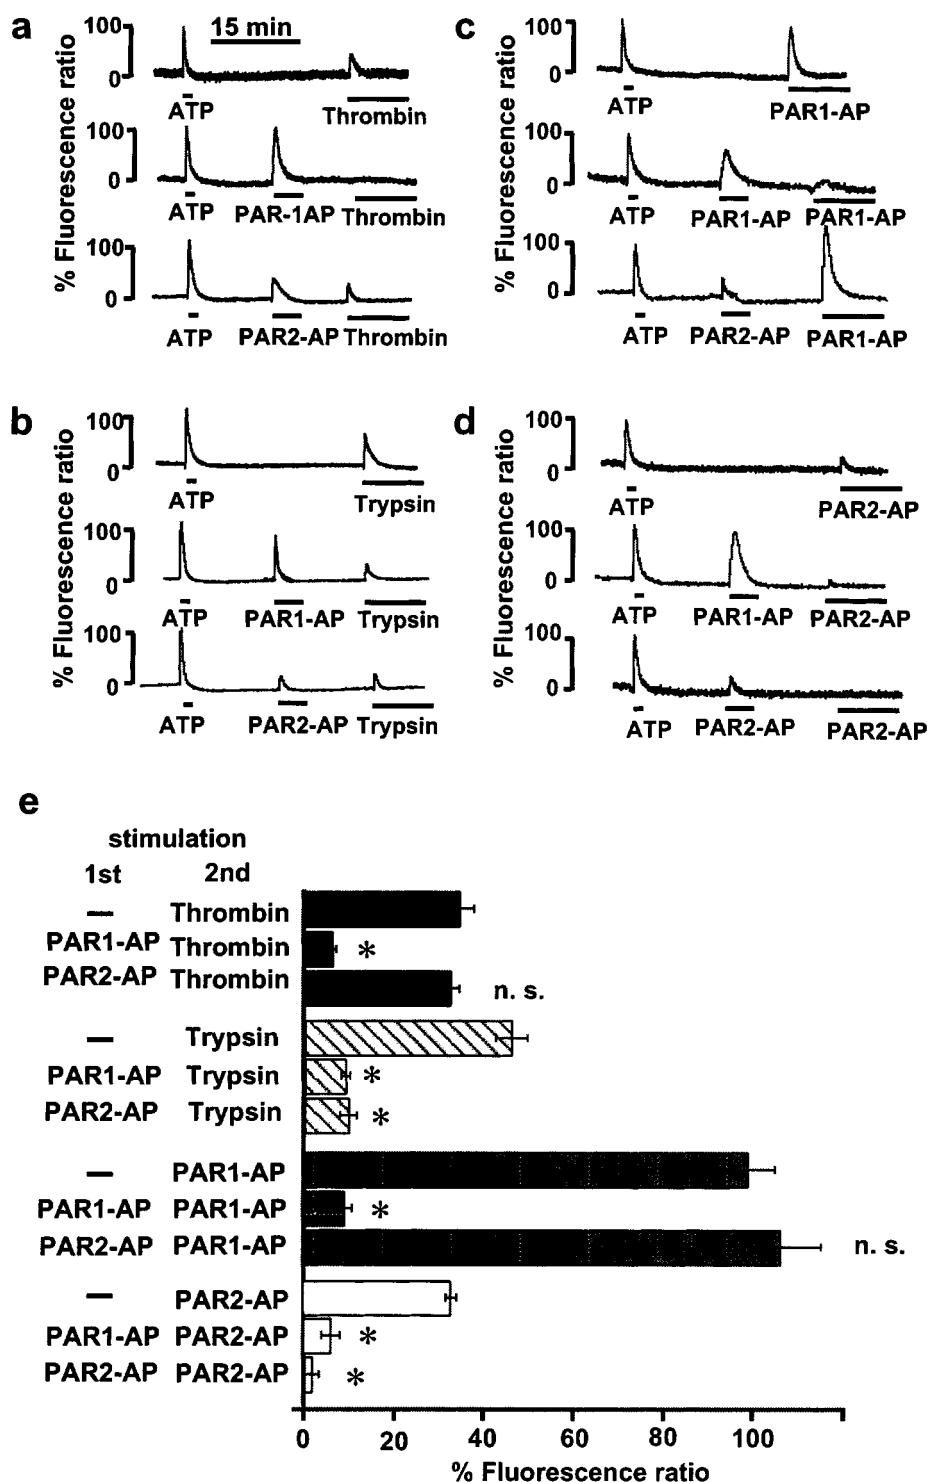 a
% Fluorescence ratio
100
0
15 min
ATP
Thrombin
100
0
ATP PAR-1AP Thrombin
100
0
ATP PAR2-AP Thrombin
c
% Fluorescence ratio
100
0
ATP PAR1-AP
100
0
ATP PAR1-AP PAR1-AP
100
0
ATP PAR2-AP PAR1-AP
b
% Fluorescence ratio
100
0
ATP Trypsin
100
0
ATP PAR1-AP Trypsin
100
0
ATP PAR2-AP Trypsin
d
% Fluorescence ratio
100
0
ATP PAR2-AP
100
0
ATP PAR1-AP PAR2-AP
100
0
ATP PAR2-AP PAR2-AP
e
stimulation
1st 2nd
— Thrombin
PAR1-AP Thrombin *
PAR2-AP Thrombin n. s.
— Trypsin
PAR1-AP Trypsin *
PAR2-AP Trypsin *
— PAR1-AP
PAR1-AP PAR1-AP *
PAR2-AP PAR1-AP n. s.
— PAR2-AP
PAR1-AP PAR2-AP *
PAR2-AP PAR2-AP *
0 20 40 60 80 100
% Fluorescence ratio